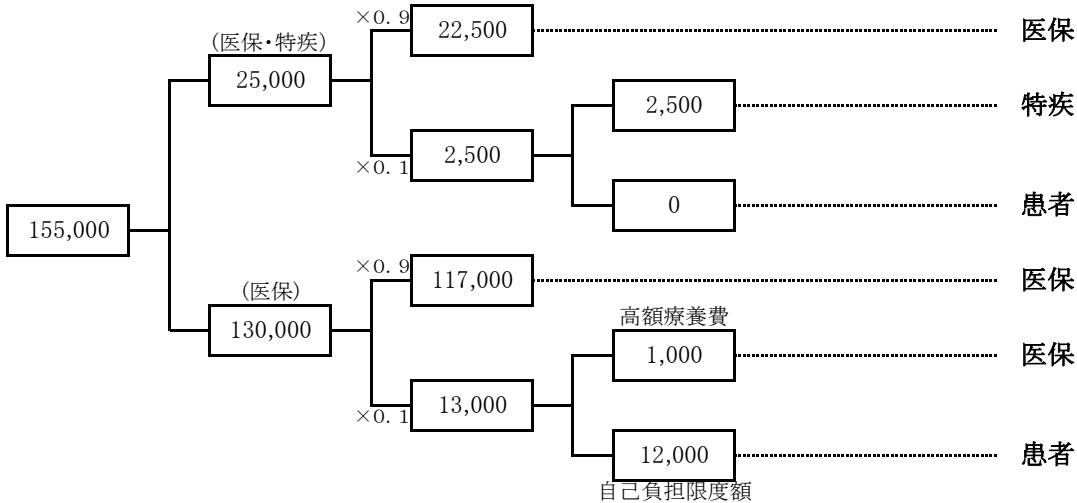 ×0.9
22,500
医保
(医保・特疾)
25,000
2,500
特疾
×0.1
2,500
0
患者
155,000
×0.9
117,000
医保
(医保)
130,000
高額療養費
1,000
医保
×0.1
13,000
12,000
患者
自己負担限度額